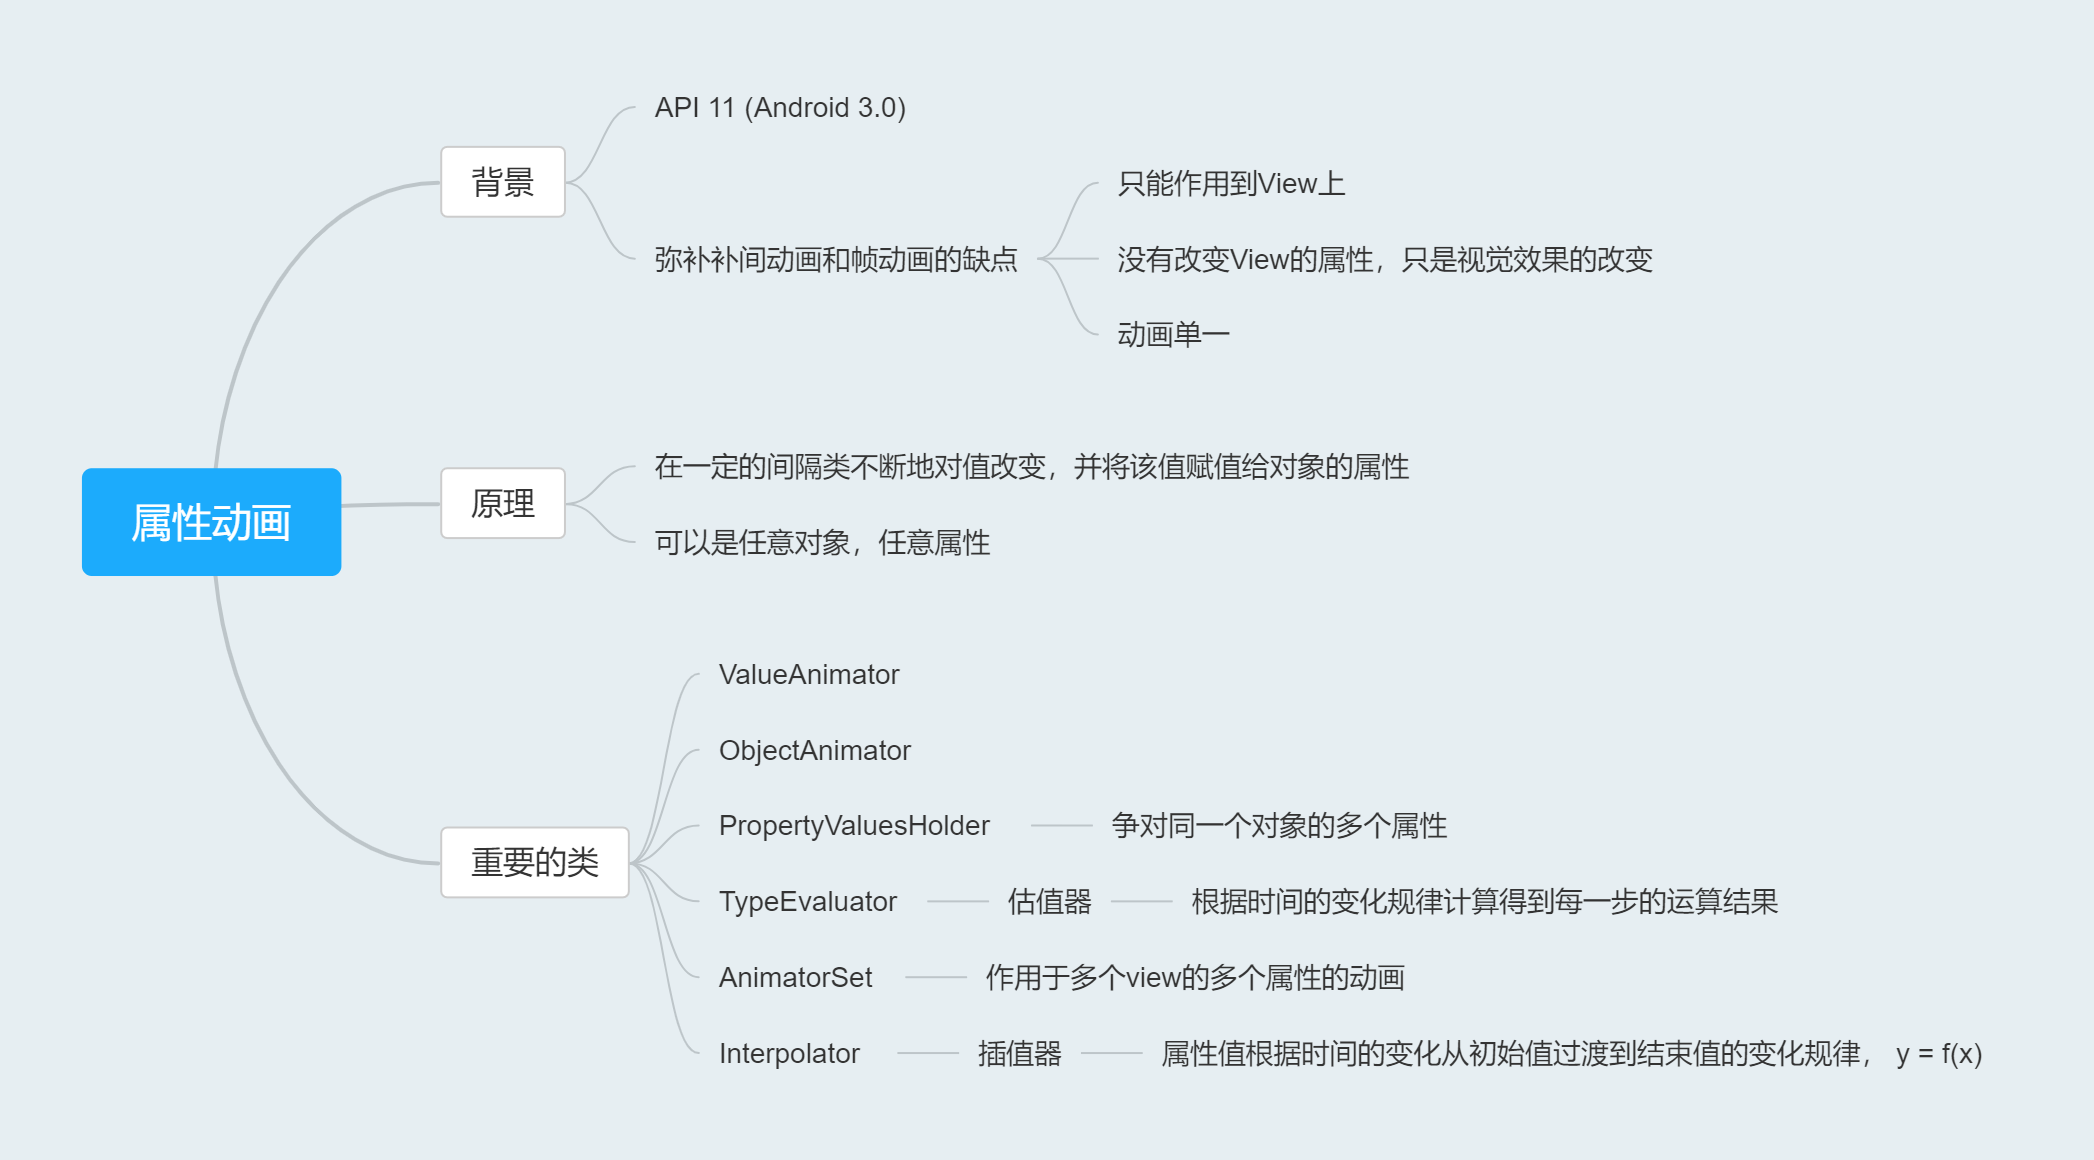 属性动画
背景
API 11 (Android 3.0)
弥补补间动画和帧动画的缺点
只能作用到View上
没有改变View的属性，只是视觉效果的改变
动画单一
原理
在一定的间隔类不断地对值改变，并将该值赋值给对象的属性
可以是任意对象，任意属性
重要的类
ValueAnimator
ObjectAnimator
PropertyValuesHolder
争对同一个对象的多个属性
TypeEvaluator
估值器
根据时间的变化规律计算得到每一步的运算结果
AnimatorSet
作用于多个view的多个属性的动画
Interpolator
插值器
属性值根据时间的变化从初始值过渡到结束值的变化规律， y = f(x)